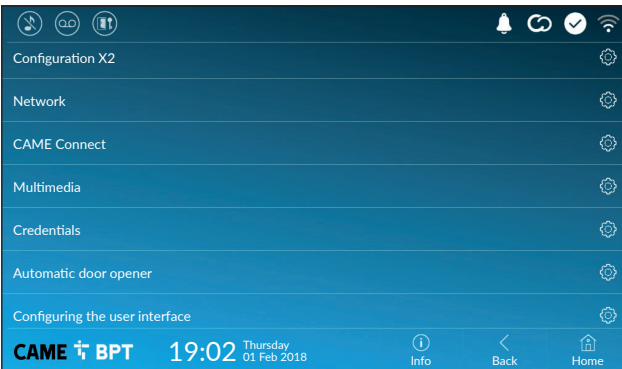 Configuration X2
Network
CAME Connect
Multimedia
Credentials
Automatic door opener
Configuring the user interface
CAME BPT
19:02 Thursday
01 Feb 2018
Info
Back
Home